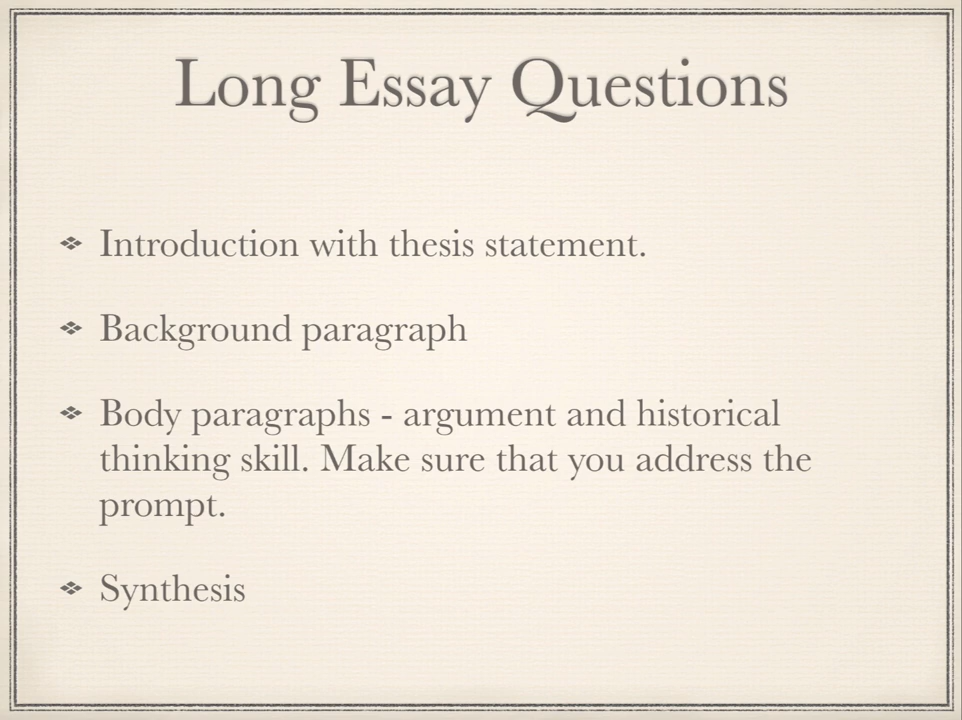 Long Essay Questions
Introduction with thesis statement.
Background paragraph
Body paragraphs - argument and historical
thinking skill. Make sure that you address the
prompt.
Synthesis